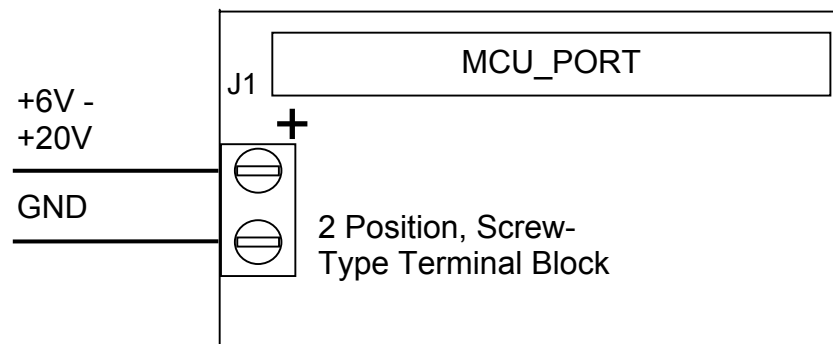 MCU_PORT
J1
+6V -
+20V
+
GND
2 Position, Screw-
Type Terminal Block